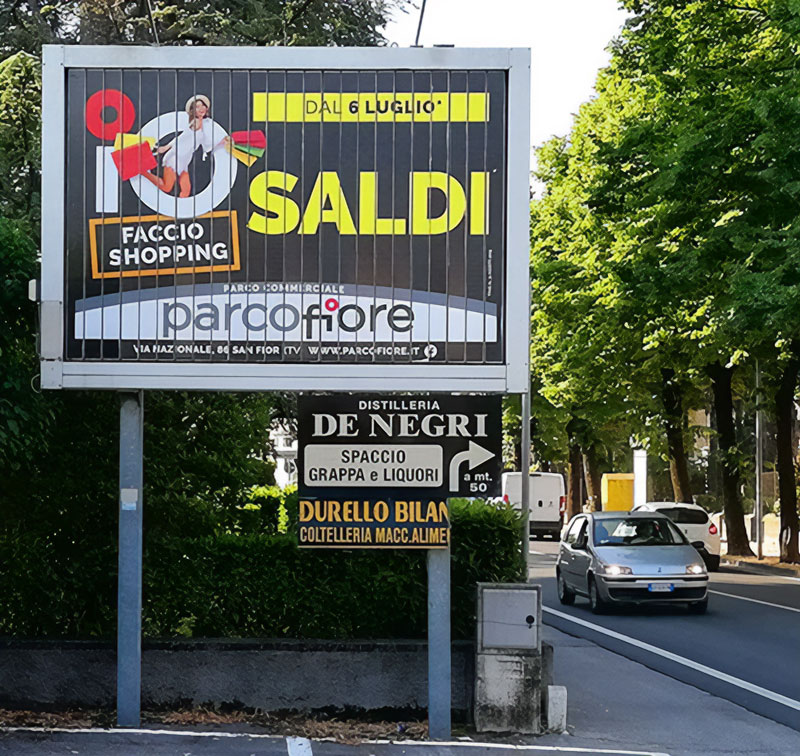 DAL 6 LUGLIO*
iO
SALDI
FACCIO
SHOPPING
PARCO COMMERCIALE
parcofiore
VIA NAZIONALE, 86 SAN FIOR (TV) WWW.PARCOFIORE.IT
DISTILLERIA
DE NEGRI
SPACCIO
GRAPPA e LIQUORI
a mt.
50
DURELLO BILAN
COLTELLERIA MACC.ALIME